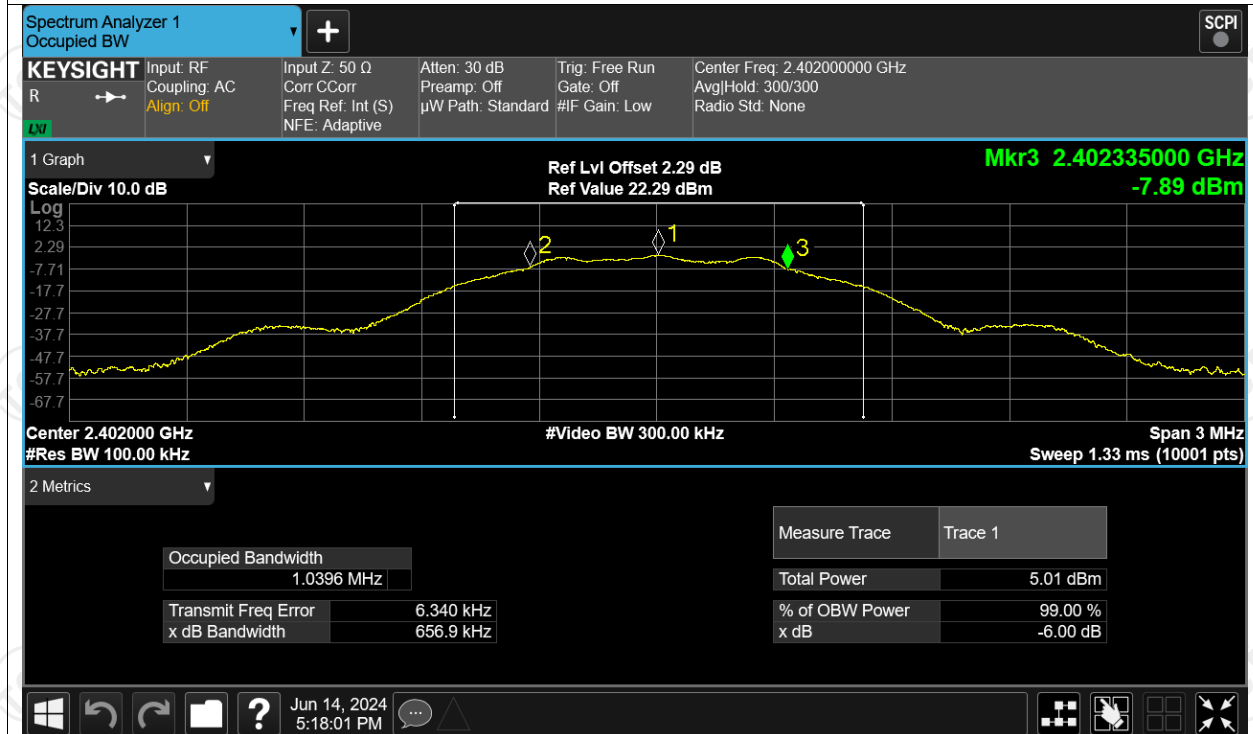 Spectrum Analyzer 1
Occupied BW
SCPI
KEYSIGHT
R
LXI
Input: RF
Coupling: AC
Align: Off
Input Z: 50 Ω
Corr CCorr
Freq Ref: Int (S)
NFE: Adaptive
Atten: 30 dB
Preamp: Off
µW Path: Standard
Trig: Free Run
Gate: Off
#IF Gain: Low
Center Freq: 2.402000000 GHz
Avg|Hold: 300/300
Radio Std: None
1 Graph
Scale/Div 10.0 dB
Ref Lvl Offset 2.29 dB
Ref Value 22.29 dBm
Mkr3 2.402335000 GHz
-7.89 dBm
Log
12.3
2.29
-7.71
-17.7
-27.7
-37.7
-47.7
-57.7
-67.7
2
1
3
Center 2.402000 GHz
#Video BW 300.00 kHz
Span 3 MHz
#Res BW 100.00 kHz
Sweep 1.33 ms (10001 pts)
2 Metrics
Occupied Bandwidth
1.0396 MHz
Transmit Freq Error 6.340 kHz
x dB Bandwidth 656.9 kHz
Measure Trace Trace 1
Total Power 5.01 dBm
% of OBW Power 99.00 %
x dB -6.00 dB
Jun 14, 2024
5:18:01 PM